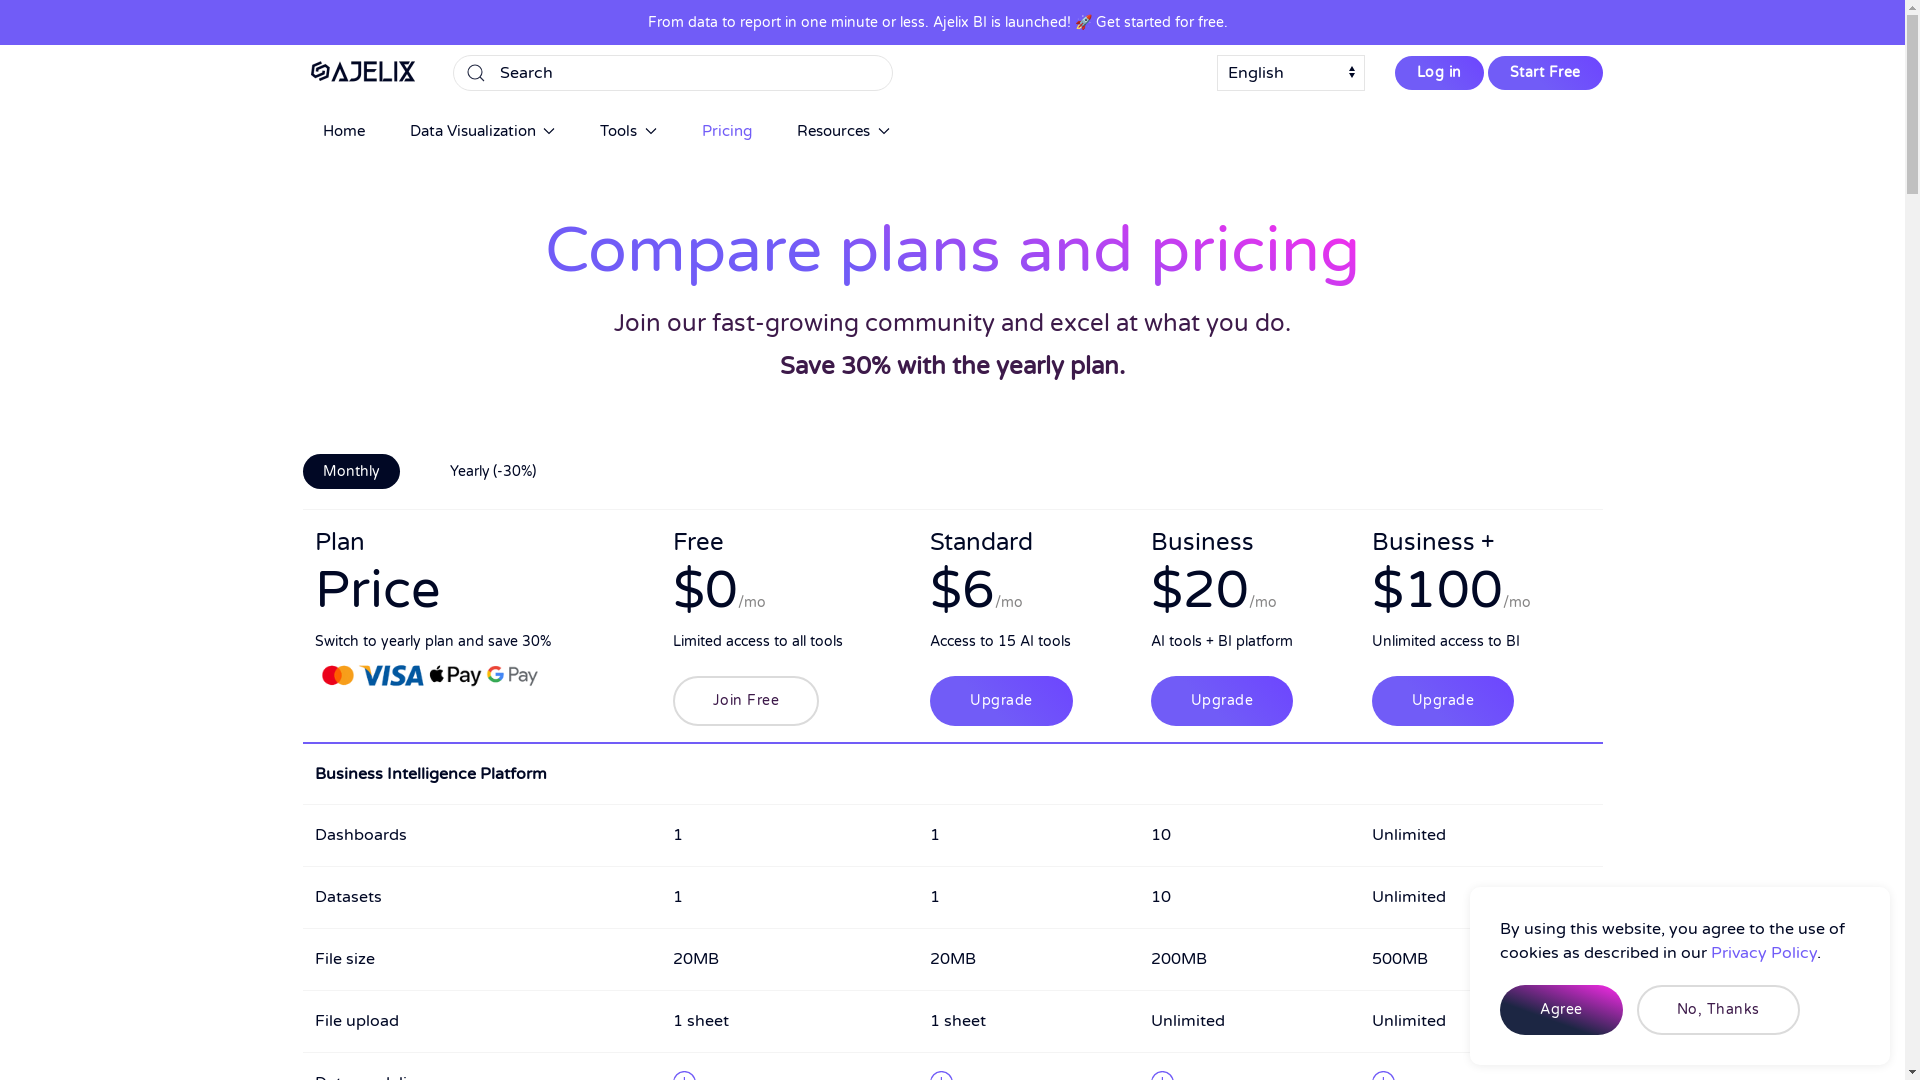 From data to report in one minute or less. Ajelix BI is launched! 🚀 Get started for free.
AJELIX
Search
English
Log in
Start Free
Home
Data Visualization
Tools
Pricing
Resources
Compare plans and pricing
Join our fast-growing community and excel at what you do.
Save 30% with the yearly plan.
Monthly
Yearly (-30%)
Plan Free Standard Business Business +
Price $0/mo $6/mo $20/mo $100/mo
Switch to yearly plan and save 30% Limited access to all tools Access to 15 AI tools AI tools + BI platform Unlimited access to BI
VISA Pay G Pay
Join Free Upgrade Upgrade Upgrade
Business Intelligence Platform
Dashboards 1 1 10 Unlimited
Datasets 1 1 10 Unlimited
File size 20MB 20MB 200MB 500MB
File upload 1 sheet 1 sheet Unlimited Unlimited
By using this website, you agree to the use of
cookies as described in our Privacy Policy.
Agree
No, Thanks